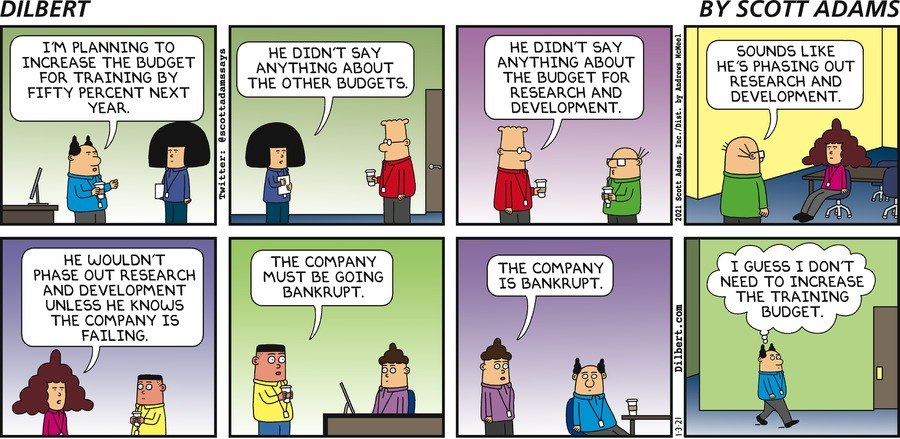 DILBERT
BY SCOTT ADAMS
I'M PLANNING TO
INCREASE THE BUDGET
FOR TRAINING BY
FIFTY PERCENT NEXT
YEAR.
Twitter: @scottadamssays
HE DIDN'T SAY
ANYTHING ABOUT
THE OTHER BUDGETS.
HE DIDN'T SAY
ANYTHING ABOUT
THE BUDGET FOR
RESEARCH AND
DEVELOPMENT.
2021 Scott Adams, Inc./Dist. by Andrews McMeel
SOUNDS LIKE
HE'S PHASING OUT
RESEARCH AND
DEVELOPMENT.
HE WOULDN'T
PHASE OUT RESEARCH
AND DEVELOPMENT
UNLESS HE KNOWS
THE COMPANY IS
FAILING.
THE COMPANY
MUST BE GOING
BANKRUPT.
THE COMPANY
IS BANKRUPT.
Dilbert.com
1-3-21
I GUESS I DON'T
NEED TO INCREASE
THE TRAINING
BUDGET.